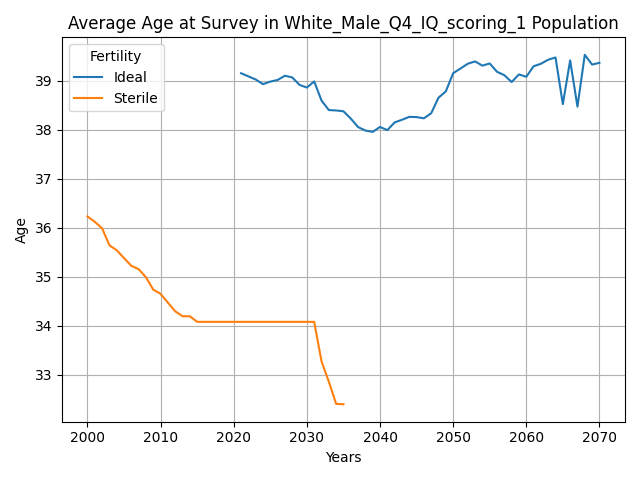 Average Age at Survey in White_Male_Q4_IQ_scoring_1 Population
Fertility
Ideal
Sterile
Age
39
38
37
36
35
34
33
2000 2010 2020 2030 2040 2050 2060 2070
Years